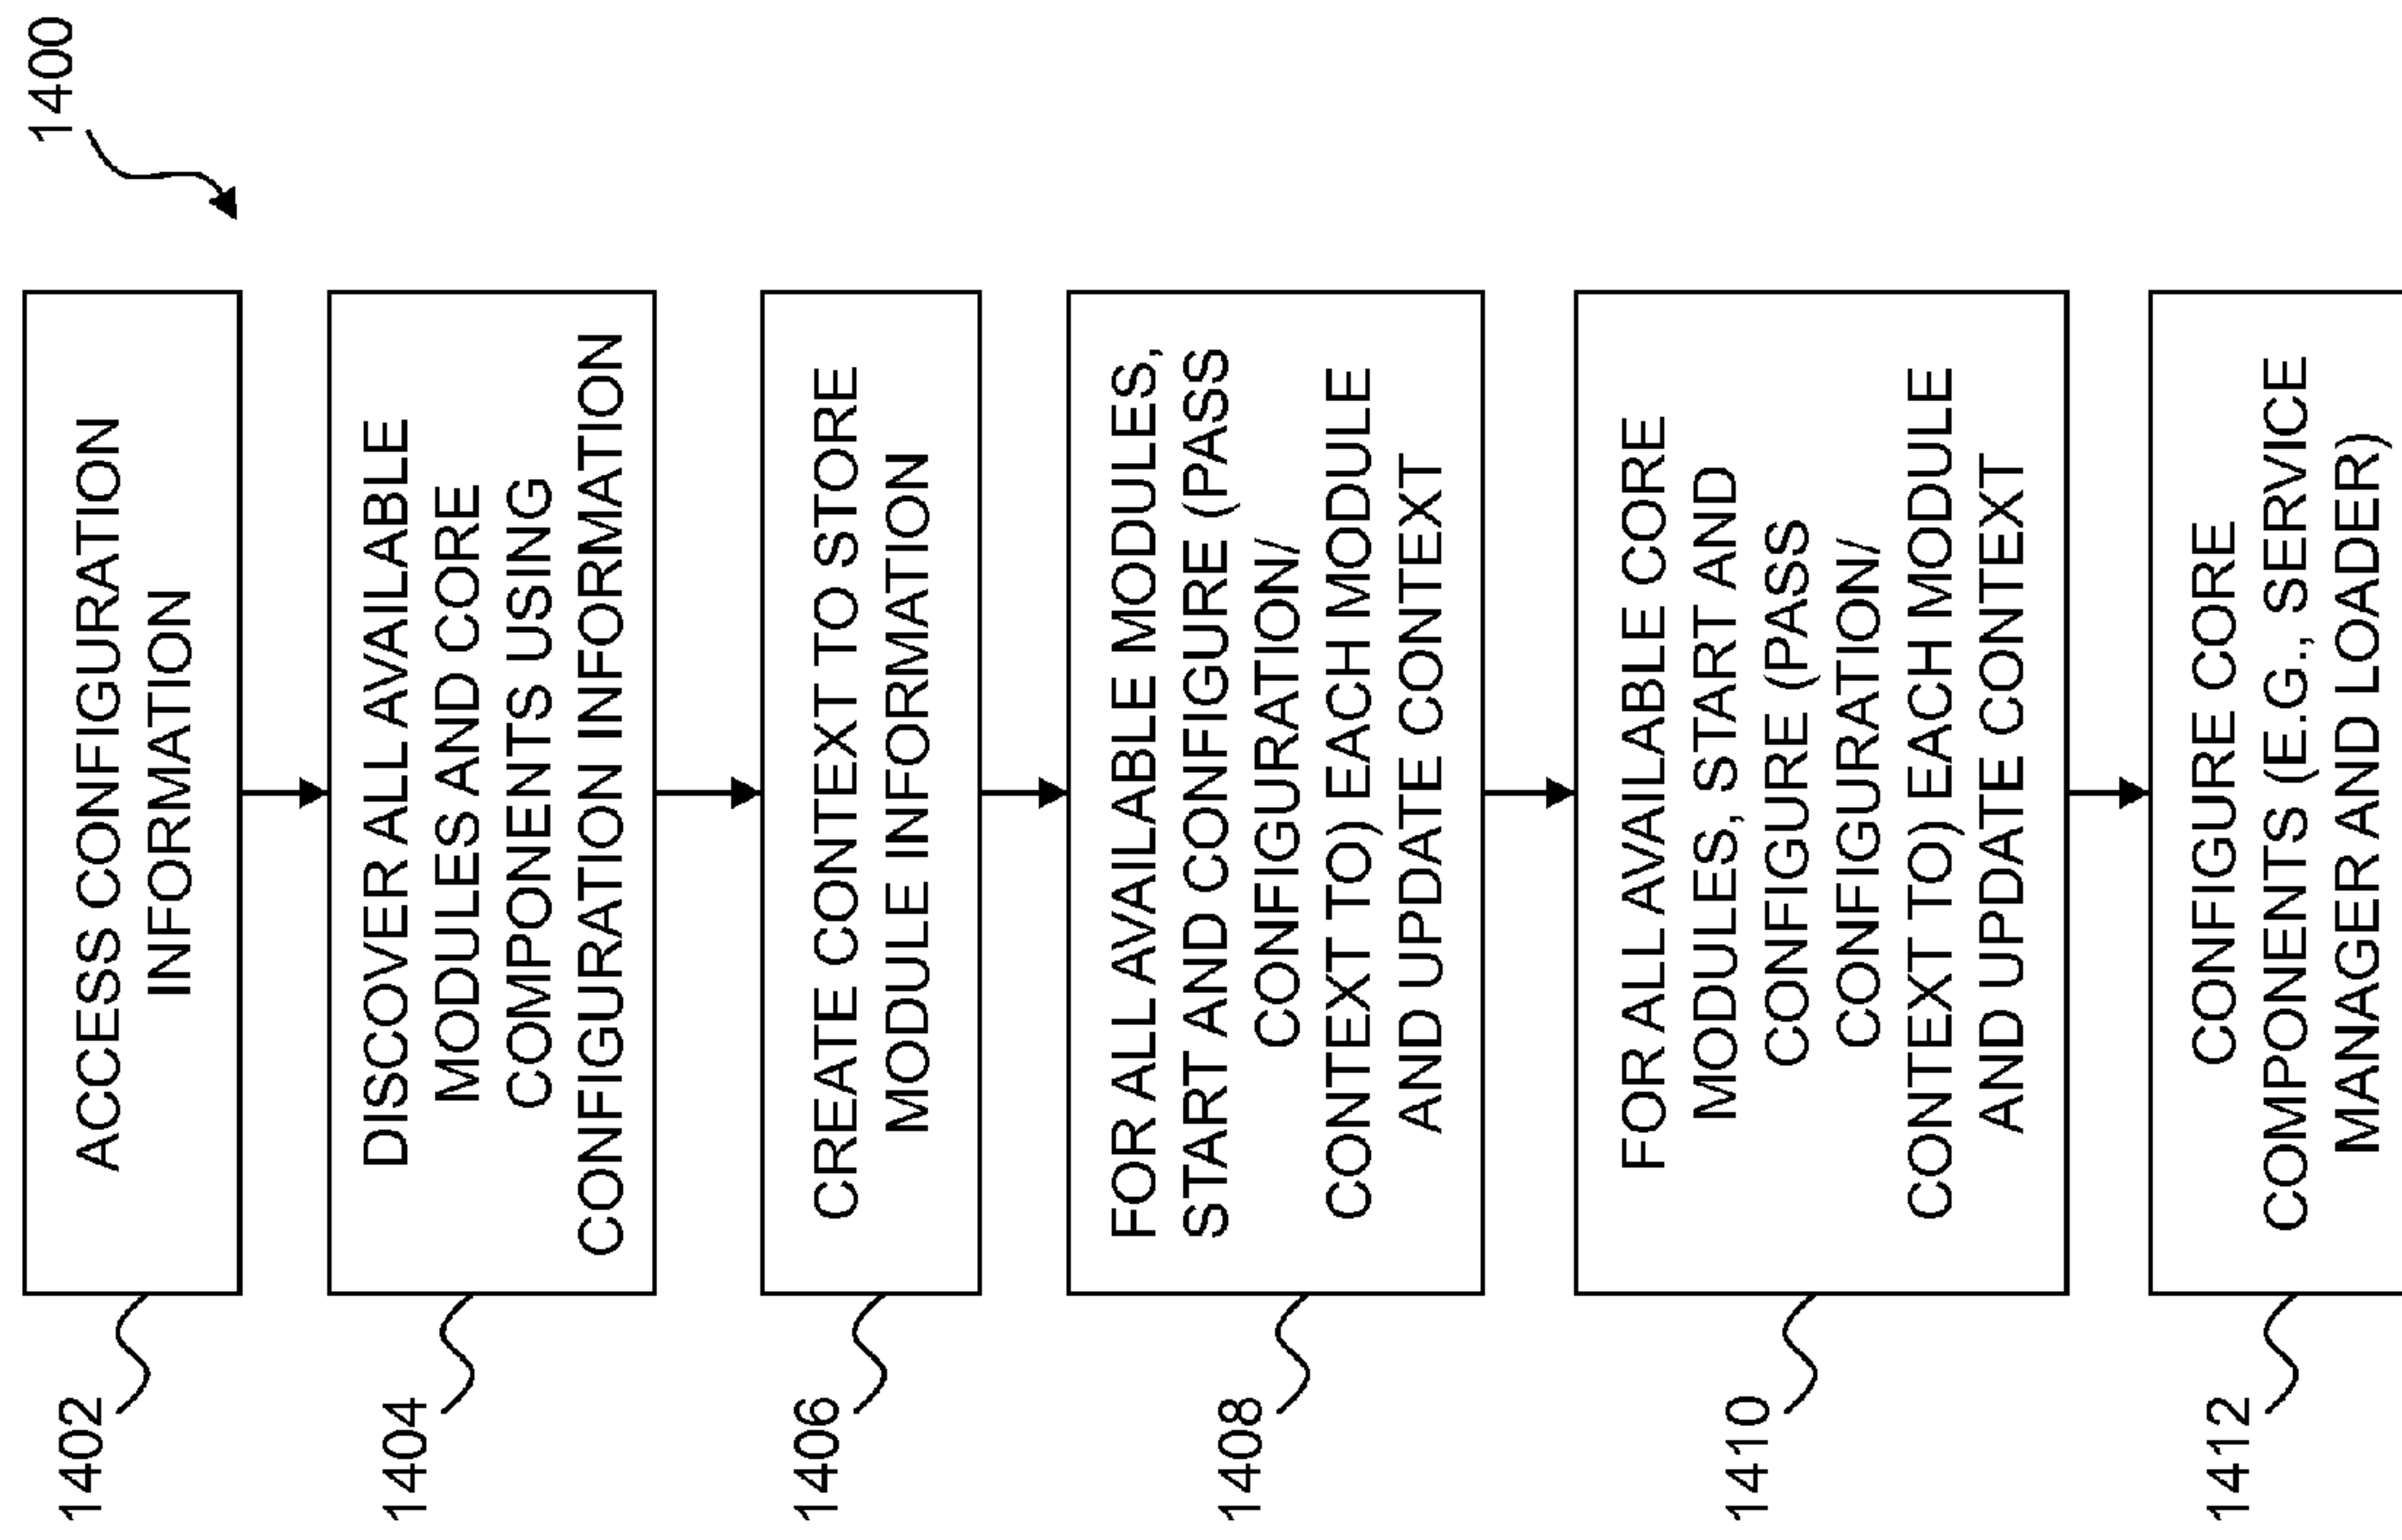 1400
1402
ACCESS CONFIGURATION
INFORMATION
1404
DISCOVER ALL AVAILABLE
MODULES AND CORE
COMPONENTS USING
CONFIGURATION INFORMATION
1406
CREATE CONTEXT TO STORE
MODULE INFORMATION
1408
FOR ALL AVAILABLE MODULES,
START AND CONFIGURE (PASS
CONFIGURATION/
CONTEXT TO) EACH MODULE
AND UPDATE CONTEXT
1410
FOR ALL AVAILABLE CORE
MODULES, START AND
CONFIGURE (PASS
CONFIGURATION/
CONTEXT TO) EACH MODULE
AND UPDATE CONTEXT
1412
CONFIGURE CORE
COMPONENTS (E.G., SERVICE
MANAGER AND LOADER)